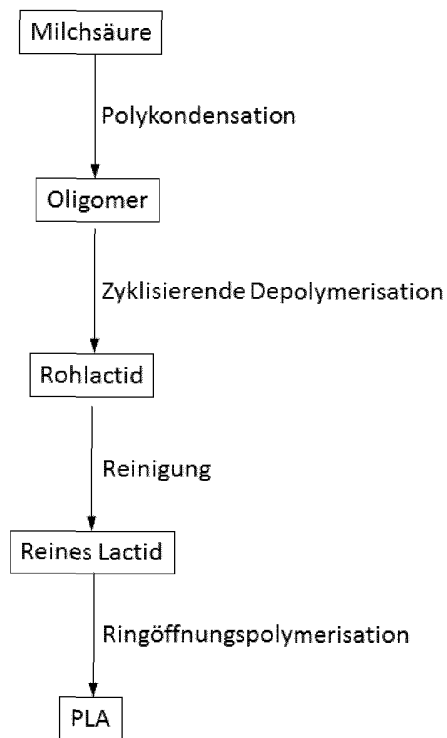 Milchsäure
Polykondensation
Oligomer
Zyklisierende Depolymerisation
Rohlactid
Reinigung
Reines Lactid
Ringöffnungspolymerisation
PLA